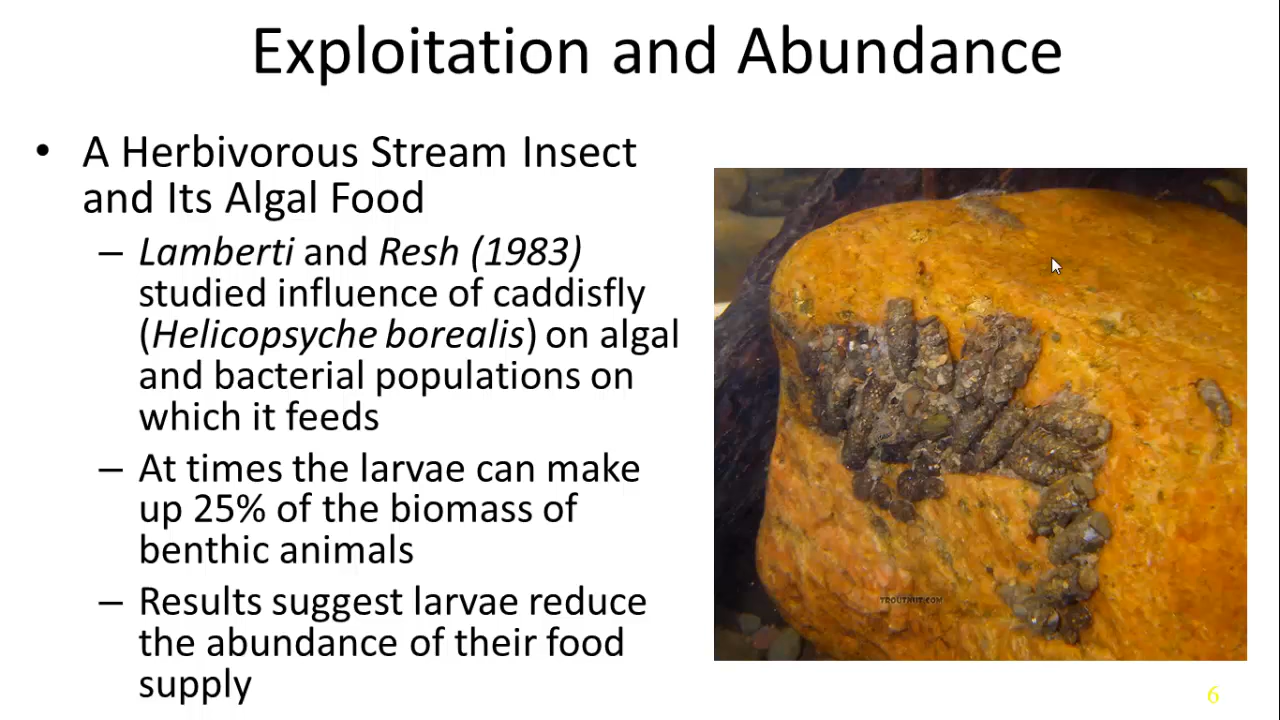 Exploitation and Abundance
• A Herbivorous Stream Insect
and Its Algal Food
– Lamberti and Resh (1983)
studied influence of caddisfly
(Helicopsyche borealis) on algal
and bacterial populations on
which it feeds
– At times the larvae can make
up 25% of the biomass of
benthic animals
– Results suggest larvae reduce
the abundance of their food
supply
TROUTNUT.COM
6